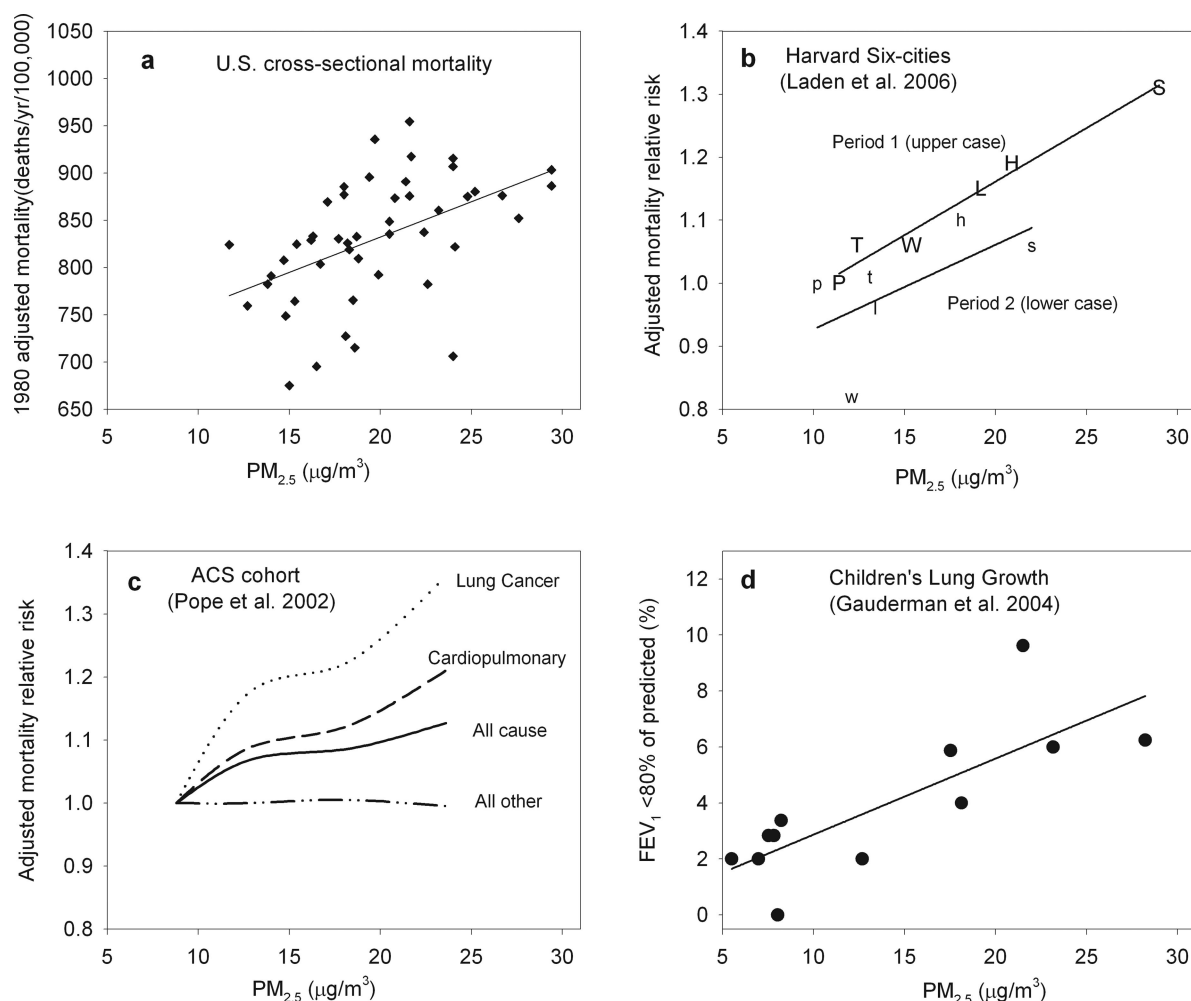 a
U.S. cross-sectional mortality
1980 adjusted mortality(deaths/yr/100,000)
1050
1000
950
900
850
800
750
700
650
5 10 15 20 25 30
PM2.5 (μg/m³)
b
Harvard Six-cities
(Laden et al. 2006)
Adjusted mortality relative risk
1.4
1.3
1.2
1.1
1.0
0.9
0.8
S
Period 1 (upper case)
H
L
h
T
W
s
t
p
P
l
Period 2 (lower case)
w
5 10 15 20 25 30
PM2.5 (μg/m³)
c
ACS cohort
(Pope et al. 2002)
Adjusted mortality relative risk
1.4
1.3
1.2
1.1
1.0
0.9
0.8
Lung Cancer
Cardiopulmonary
All cause
All other
5 10 15 20 25 30
PM2.5 (μg/m³)
d
Children's Lung Growth
(Gauderman et al. 2004)
FEV1 <80% of predicted (%)
12
10
8
6
4
2
0
5 10 15 20 25 30
PM2.5 (μg/m³)